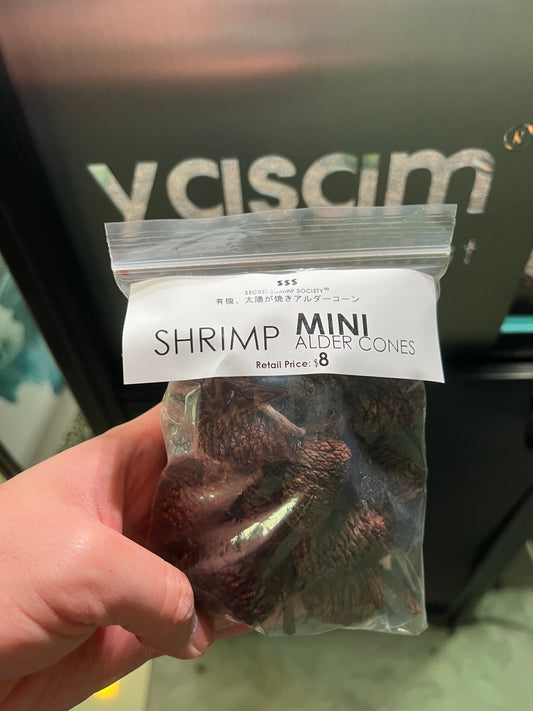 yasam
sss
SECRET SHRIMP SOCIETY
有機、太陽が焼きアルダーコーン
SHRIMP MINI
ALDER CONES
Retail Price: $8